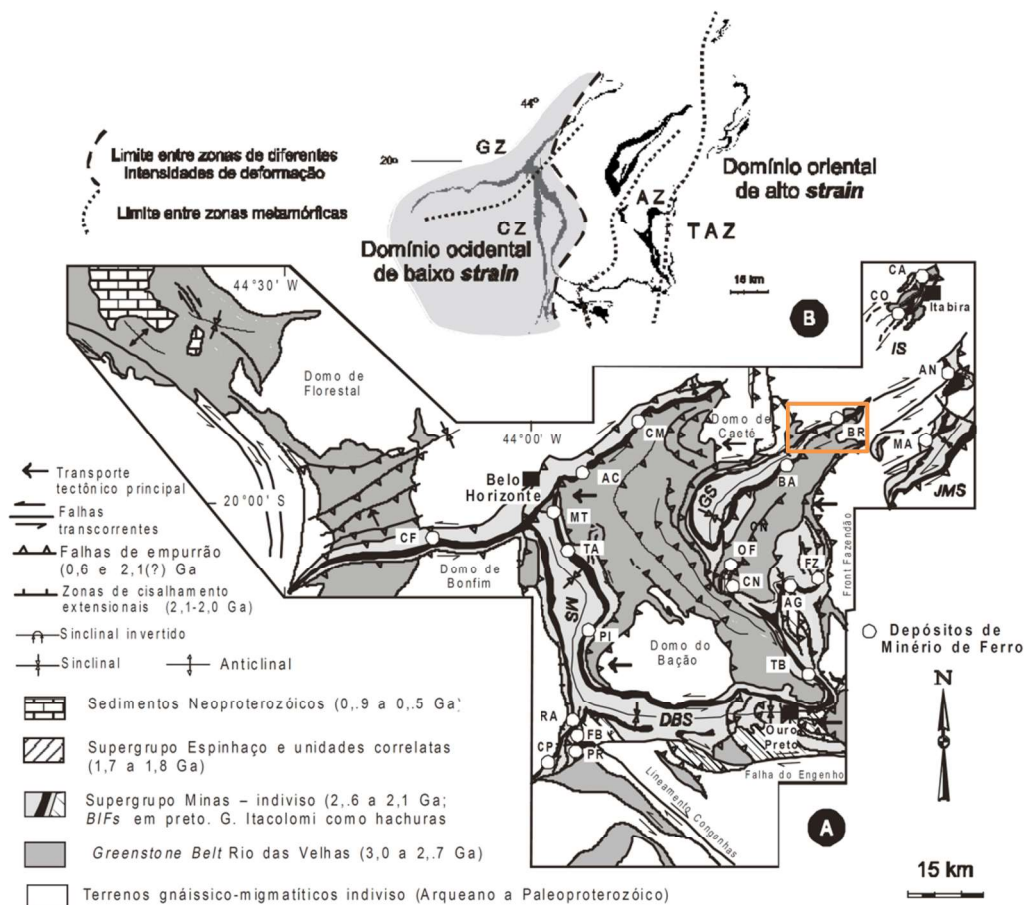 44º
GZ
20º
Limite entre zonas de diferentes
intensidades de deformação
Limite entre zonas metamórficas
CZ
Domínio ocidental
de baixo strain
AZ
Domínio oriental
de alto strain
TAZ
16 km
B
44°30' W
Domo de
Florestal
CA
CO
Itabira
IS
AN
Domo de
Caeté
BR
MA
JMS
44°00' W
CM
Belo
Horizonte
AC
BA
GS
MT
20°00' S
CF
TA
OF
FZ
CN
Domo de
Bonfim
MS
AG
Front Fazendão
PI
Domo do
Bação
TB
DBS
RA
FB
CP
PR
Ouro
Preto
Falha do Engenho
Lineamento Congonhas
A
Transporte
tectônico principal
Falhas
transcorrentes
Falhas de empurrão
(0,6 e 2,1(?) Ga
Zonas de cisalhamento
extensionais (2,1-2,0 Ga)
Sinclinal invertido
Sinclinal
Anticlinal
Sedimentos Neoproterozóicos (0,.9 a 0,.5 Ga)
Supergrupo Espinhaço e unidades correlatas
(1,7 a 1,8 Ga)
Supergrupo Minas – indiviso (2,.6 a 2,1 Ga;
BIFs em preto. G. Itacolomi como hachuras
Greenstone Belt Rio das Velhas (3,0 a 2,.7 Ga)
Terrenos gnáissico-migmatíticos indiviso (Arqueano a Paleoproterozóico)
Depósitos de
Minério de Ferro
N
15 km